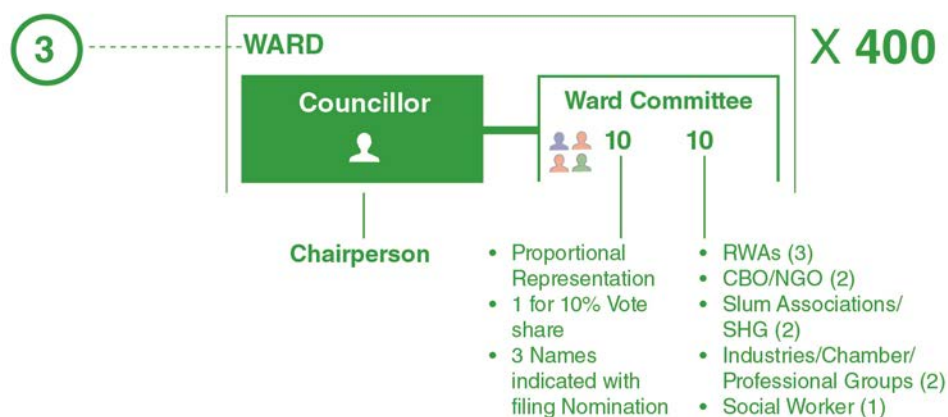 3
WARD
X 400
Councillor
Ward Committee
10 10
Chairperson
• Proportional
Representation
• 1 for 10% Vote
share
• 3 Names
indicated with
filing Nomination
• RWAs (3)
• CBO/NGO (2)
• Slum Associations/
SHG (2)
• Industries/Chamber/
Professional Groups (2)
• Social Worker (1)